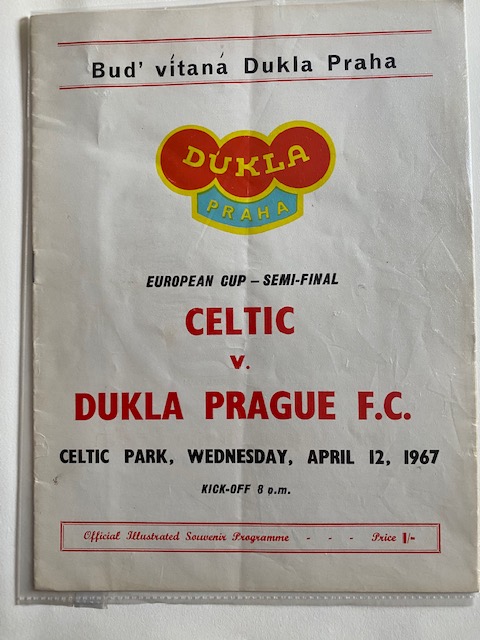 Bud' vítaná Dukla Praha
DUKLA
PRAHA
EUROPEAN CUP – SEMI-FINAL
CELTIC
v.
DUKLA PRAGUE F.C.
CELTIC PARK, WEDNESDAY, APRIL 12, 1967
KICK-OFF 8 p.m.
Official Illustrated Souvenir Programme - - - Price 1/-